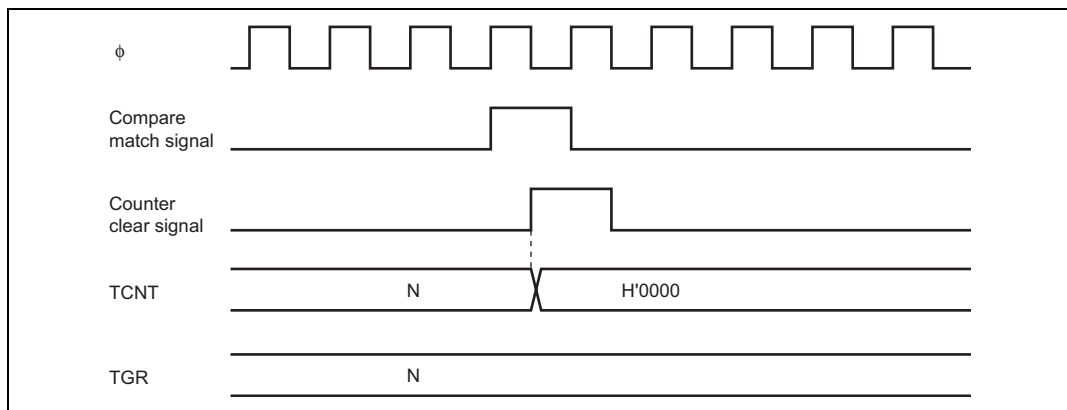 ϕ
Compare
match signal
Counter
clear signal
TCNT N H'0000
TGR N